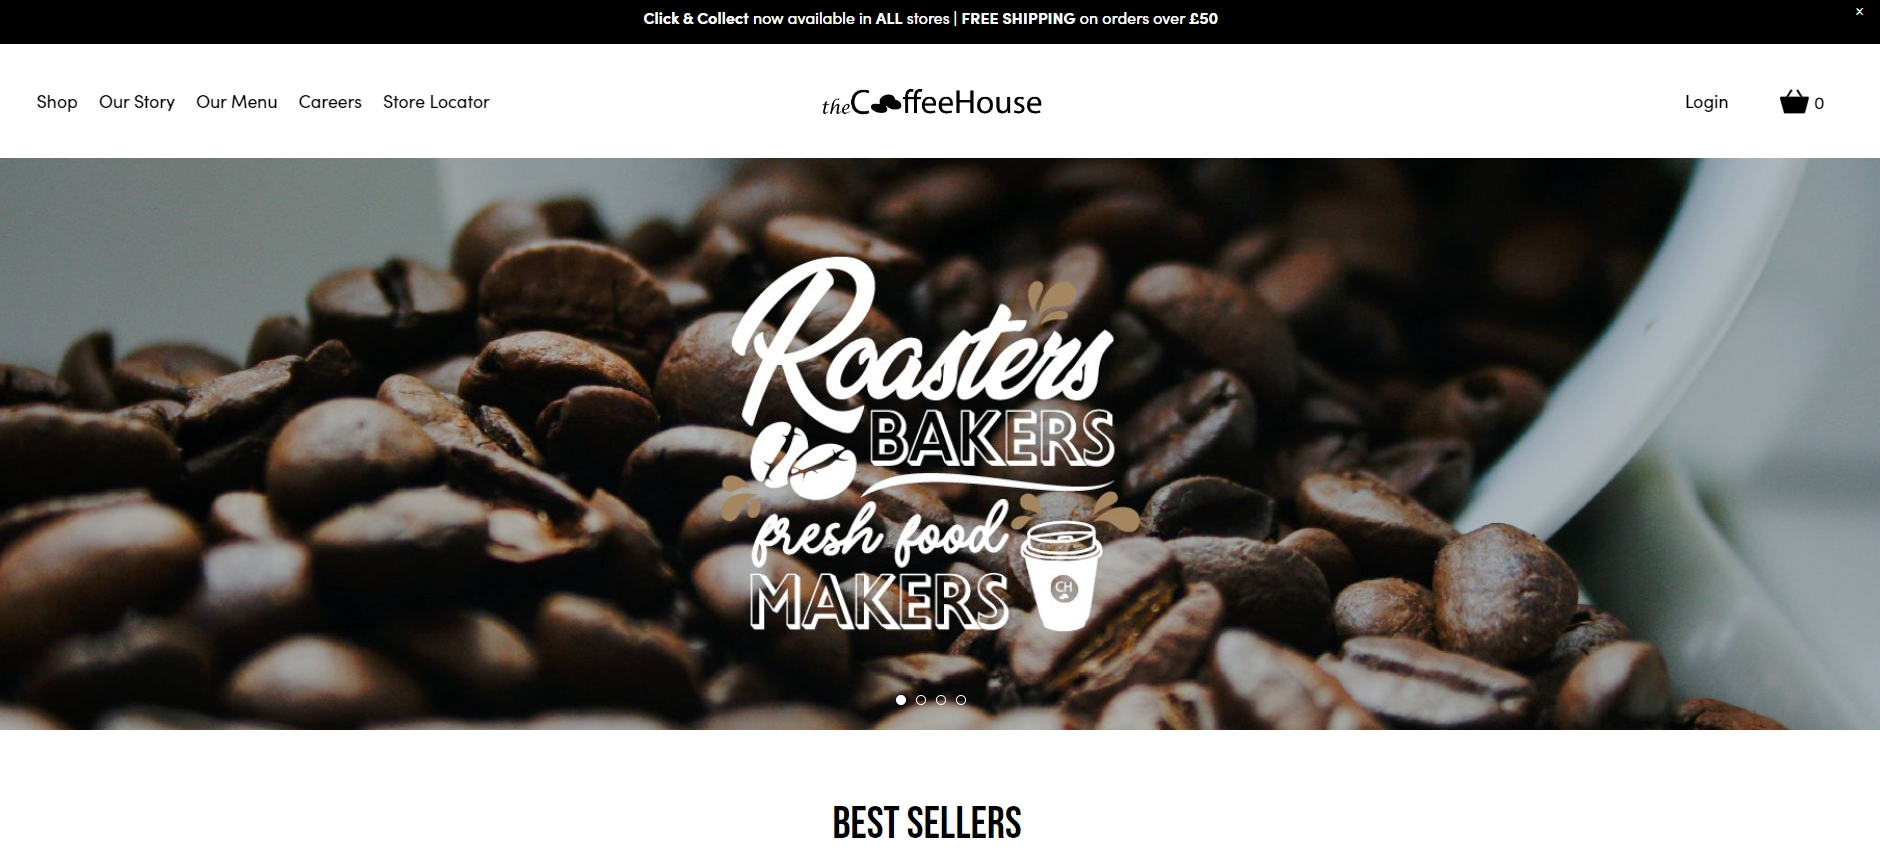 Click & Collect now available in ALL stores | FREE SHIPPING on orders over £50
×
Shop Our Story Our Menu Careers Store Locator
theCoffeeHouse
Login
0
Roasters
BAKERS
fresh food
MAKERS
CH
BEST SELLERS